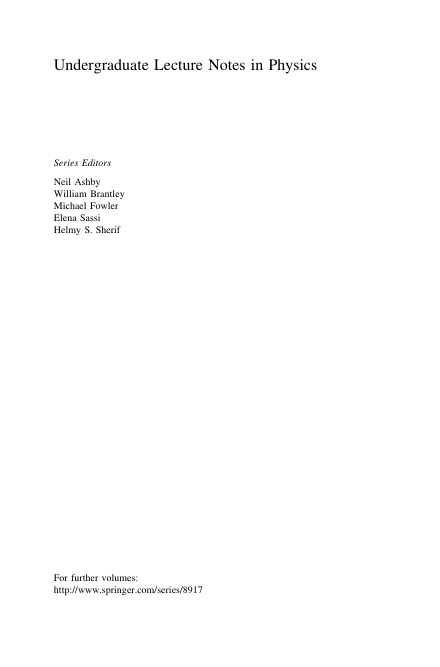 Undergraduate Lecture Notes in Physics
Series Editors
Neil Ashby
William Brantley
Michael Fowler
Elena Sassi
Helmy S. Sherif
For further volumes:
http://www.springer.com/series/8917